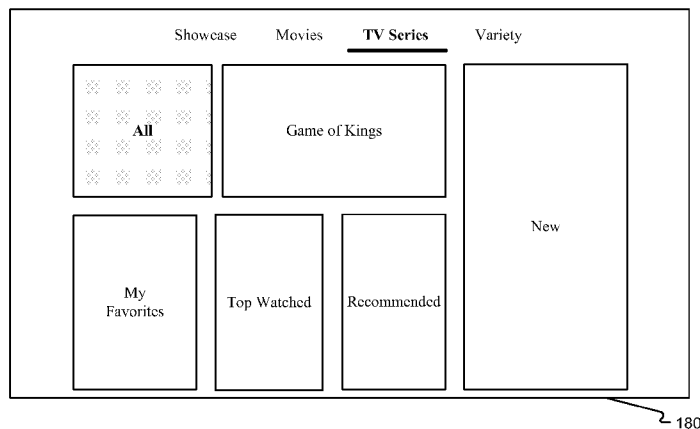 Showcase Movies TV Series Variety
All
Game of Kings
New
My
Favorites
Top Watched
Recommended
180